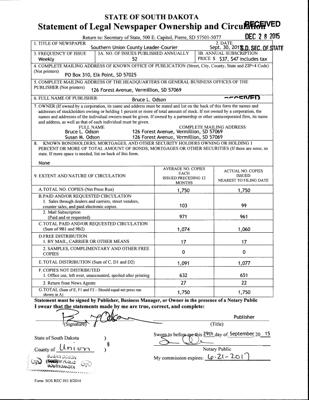 STATE OF SOUTH DAKOTA
Statement of Legal Newspaper Ownership and
RECEIVED
Return to: Secretary of State, 500 E. Capitol, Pierre, SD 57501-5077
DEC 28 2015
S.D. SEC. OF STATE
1. TITLE OF NEWSPAPER
Southern Union County Leader-Courier
2. DATE
Sept. 30, 2015
3. FREQUENCY OF ISSUE
Weekly
3A. NO. OF ISSUES PUBLISHED ANNUALLY
52
3B. ANNUAL SUBSCRIPTION
PRICE $ $37, $47 includes tax
4. COMPLETE MAILING ADDRESS OF KNOWN OFFICE OF PUBLICATION (Street, City, County, State and ZIP+4 Code)
(Not printers)
PO Box 310, Elk Point, SD 57025
5. COMPLETE MAILING ADDRESS OF THE HEADQUARTERS OR GENERAL BUSINESS OFFICES OF THE
PUBLISHER (Not printer)
126 Forest Avenue, Vermillion, SD 57069
6. FULL NAME OF PUBLISHER
Bruce L. Odson
7. OWNER (If owned by a corporation, its name and address must be stated and
addresses of stockholders owning or holding 1 percent or more of total amount of stock. If not owned by a corporation, the
names and addresses of the individual owners must be given. If owned by a partnership or other unincorporated firm, its name
and address, as well as that of each individual must be given.
FULL NAME
COMPLETE MAILING ADDRESS:
Bruce L. Odson
126 Forest Avenue, Vermillion, SD 57069
Susan M. Odson
126 Forest Avenue, Vermillion, SD 57069
8. KNOWN BONDHOLDERS, MORTGAGES, AND OTHER SECURITY HOLDERS OWNING OR HOLDING 1
PERCENT OR MORE OF TOTAL AMOUNT OF BONDS, MORTGAGES OR OTHER SECURITIES (If there are none, so
state. If more space is needed, list on back of this form.
None
9. EXTENT AND NATURE OF CIRCULATION
AVERAGE NO. COPIES
EACH
ISSUED PRECEDING 12
MONTHS
ACTUAL NO. COPIES
ISSUED
NEAREST TO FILING DATE
A.TOTAL NO. COPIES (Net Press Run)
1,750
1,750
B.PAID AND/OR REQUESTED CIRCULATION
1. Sales through dealers and carriers, street vendors,
counter sales, and paid electronic copies.
103
99
2. Mail Subscription
(Paid and or requested)
971
961
C.TOTAL PAID AND/OR REQUESTED CIRCULATION
(Sum of 9B1 and 9B2)
1,074
1,060
D.FREE DISTRIBUTION
1. BY MAIL, CARRIER OR OTHER MEANS
17
17
2. SAMPLES, COMPLIMENTARY AND OTHER FREE
COPIES
0
0
E. TOTAL DISTRIBUTION (Sum of C, D1 and D2)
1,091
1,077
F. COPIES NOT DISTRIBUTED
1. Office use, left over, unaccounted, spoiled after printing
632
651
2. Return from News Agents
27
22
G.TOTAL (Sum of E, F1 and F2 - Should equal net press run
shown in A)
1,750
1,750
Statement must be signed by Publisher, Business Manager, or Owner in the presence of a Notary Public
I swear that the statements made by me are true, correct, and complete:
Publisher
(Signature)
(Title)
State of South Dakota )
§
County of Union )
Sworn to before me this 29th day of September 20 15
Notary Public
My commission expires: 6-21-2017
Form: SOS REC 051 8/2014